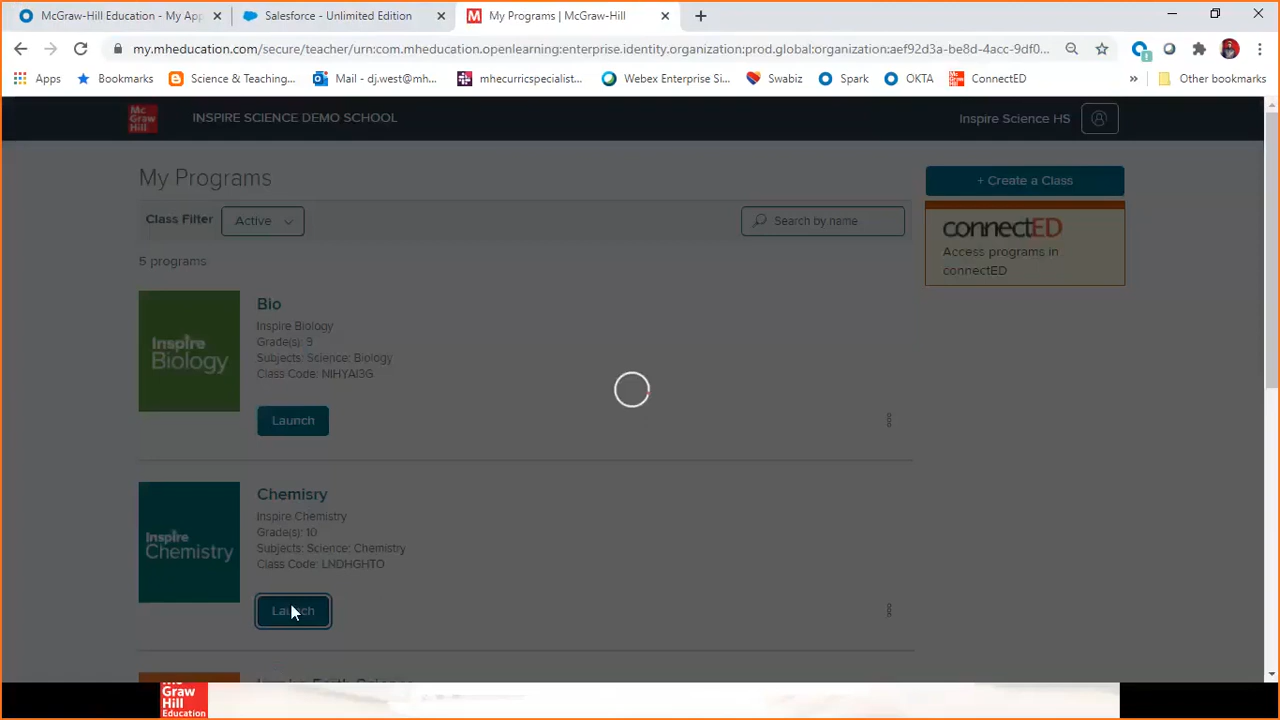 McGraw-Hill Education - My App
Salesforce - Unlimited Edition
My Programs | McGraw-Hill
my.mheducation.com/secure/teacher/urn:com.mheducation.openlearning:enterprise.identity.organization:prod.global:organization:aef92d3a-be8d-4acc-9df0...
Apps
Bookmarks
Science & Teaching...
Mail - dj.west@mh...
mhecurricspecialist...
Webex Enterprise Si...
Swabiz
Spark
OKTA
ConnectED
»
Other bookmarks
Mc
Graw
Hill
INSPIRE SCIENCE DEMO SCHOOL
Inspire Science HS
My Programs
+ Create a Class
Class Filter
Active
Search by name
connectED
Access programs in
connectED
5 programs
Inspire
Biology
Bio
Inspire Biology
Grade(s): 9
Subjects: Science: Biology
Class Code: NIHYAI3G
Launch
Inspire
Chemistry
Chemisry
Inspire Chemistry
Grade(s): 10
Subjects: Science: Chemistry
Class Code: LNDHGHTO
Launch
Inspire Earth Science
Mc
Graw
Hill
Education